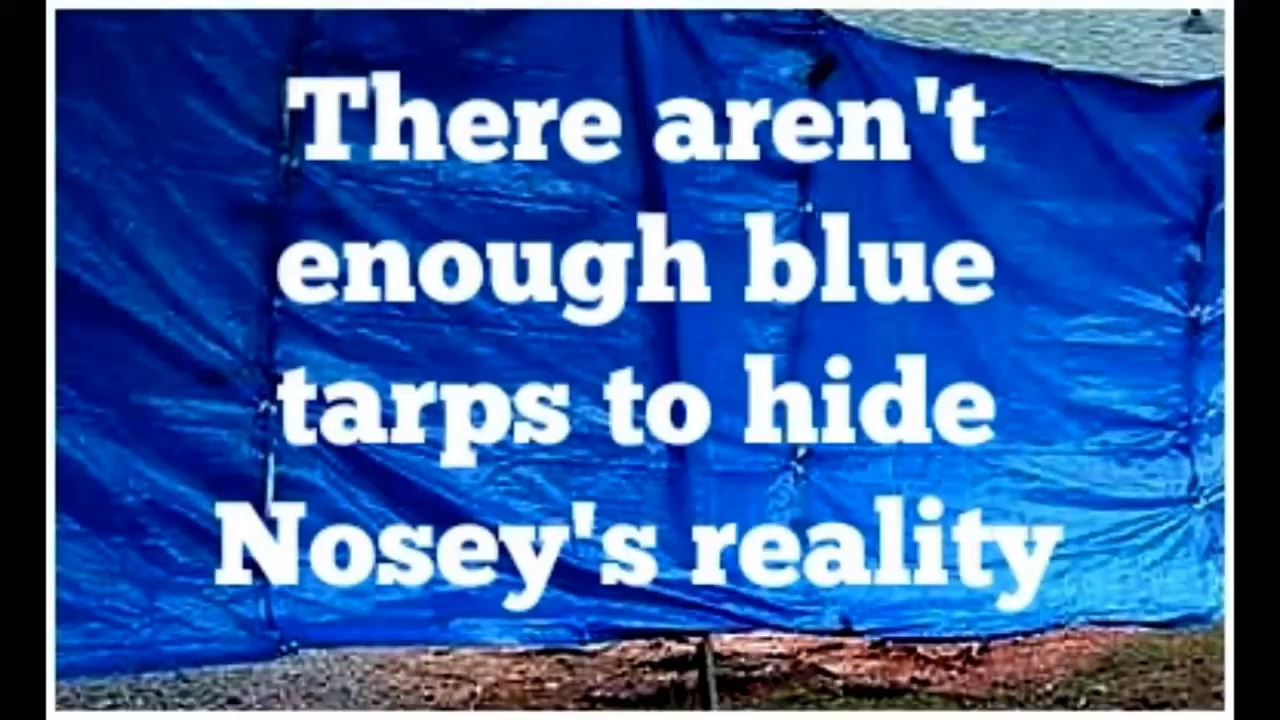 There aren't
enough blue
tarps to hide
Nosey's reality